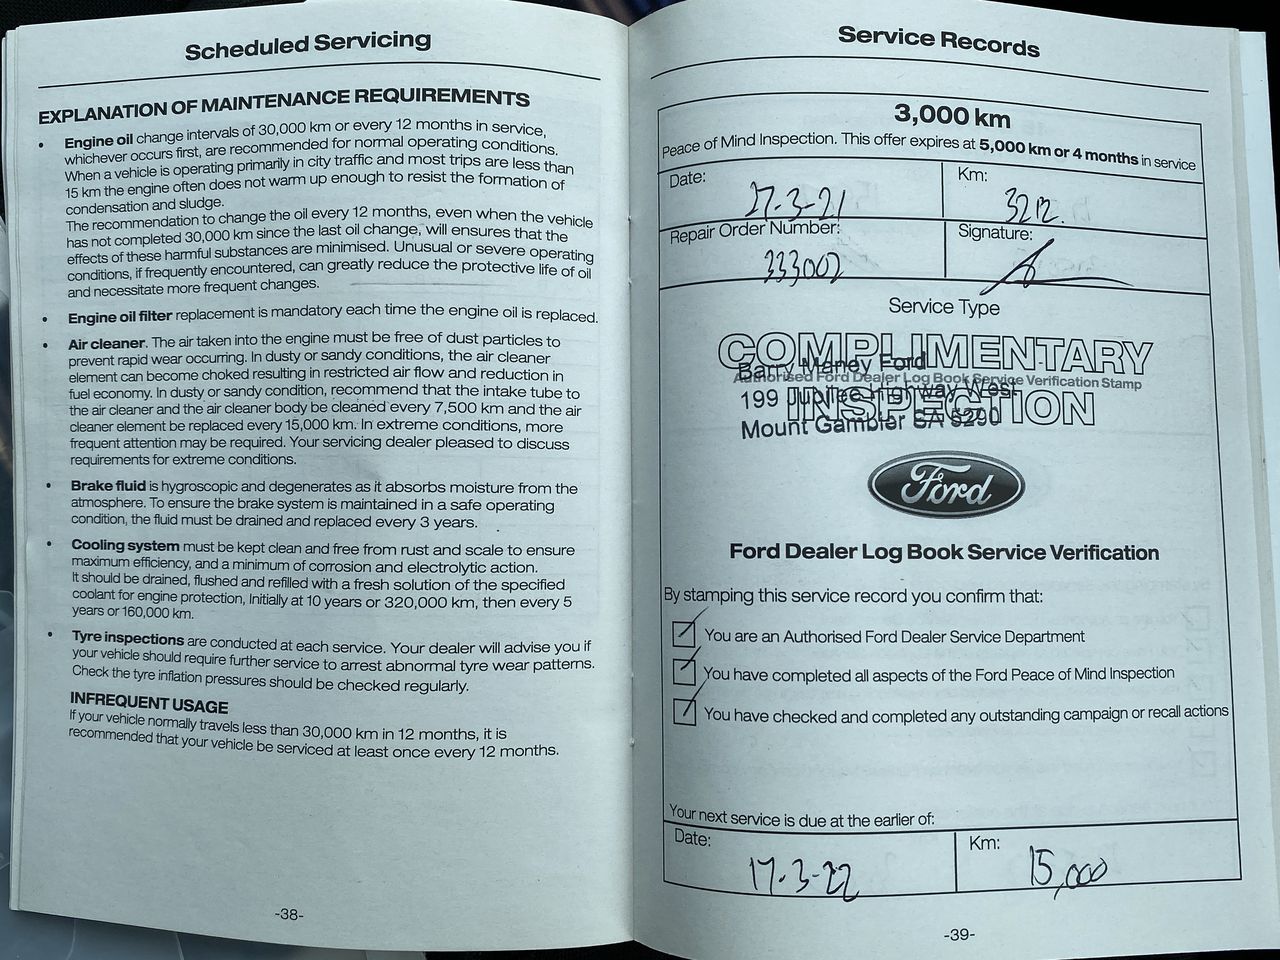 Scheduled Servicing
EXPLANATION OF MAINTENANCE REQUIREMENTS
• Engine oil change intervals of 30,000 km or every 12 months in service,
whichever occurs first, are recommended for normal operating conditions.
When a vehicle is operating primarily in city traffic and most trips are less than
15 km the engine often does not warm up enough to resist the formation of
condensation and sludge.
The recommendation to change the oil every 12 months, even when the vehicle
has not completed 30,000 km since the last oil change, will ensures that the
effects of these harmful substances are minimised. Unusual or severe operating
conditions, if frequently encountered, can greatly reduce the protective life of oil
and necessitate more frequent changes.
• Engine oil filter replacement is mandatory each time the engine oil is replaced.
• Air cleaner. The air taken into the engine must be free of dust particles to
prevent rapid wear occurring. In dusty or sandy conditions, the air cleaner
element can become choked resulting in restricted air flow and reduction in
fuel economy. In dusty or sandy condition, recommend that the intake tube to
the air cleaner and the air cleaner body be cleaned every 7,500 km and the air
cleaner element be replaced every 15,000 km. In extreme conditions, more
frequent attention may be required. Your servicing dealer pleased to discuss
requirements for extreme conditions.
• Brake fluid is hygroscopic and degenerates as it absorbs moisture from the
atmosphere. To ensure the brake system is maintained in a safe operating
condition, the fluid must be drained and replaced every 3 years.
• Cooling system must be kept clean and free from rust and scale to ensure
maximum efficiency, and a minimum of corrosion and electrolytic action.
It should be drained, flushed and refilled with a fresh solution of the specified
coolant for engine protection, Initially at 10 years or 320,000 km, then every 5
years or 160,000 km.
• Tyre inspections are conducted at each service. Your dealer will advise you if
your vehicle should require further service to arrest abnormal tyre wear patterns.
Check the tyre inflation pressures should be checked regularly.
INFREQUENT USAGE
If your vehicle normally travels less than 30,000 km in 12 months, it is
recommended that your vehicle be serviced at least once every 12 months.
-38-
Service Records
3,000 km
Peace of Mind Inspection. This offer expires at 5,000 km or 4 months in service
Date: 17-3-21 Km: 3212.
Repair Order Number: 333002 Signature:
Service Type
COMPLIMENTARY
Barry Maney Ford
Authorised Ford Dealer Log Book Service Verification Stamp
199 Jubilee Highway West
INSPECTION
Mount Gambier SA 5290
Ford
Ford Dealer Log Book Service Verification
By stamping this service record you confirm that:
You are an Authorised Ford Dealer Service Department
You have completed all aspects of the Ford Peace of Mind Inspection
You have checked and completed any outstanding campaign or recall actions
Your next service is due at the earlier of:
Date: 17-3-22 Km: 15,000
-39-